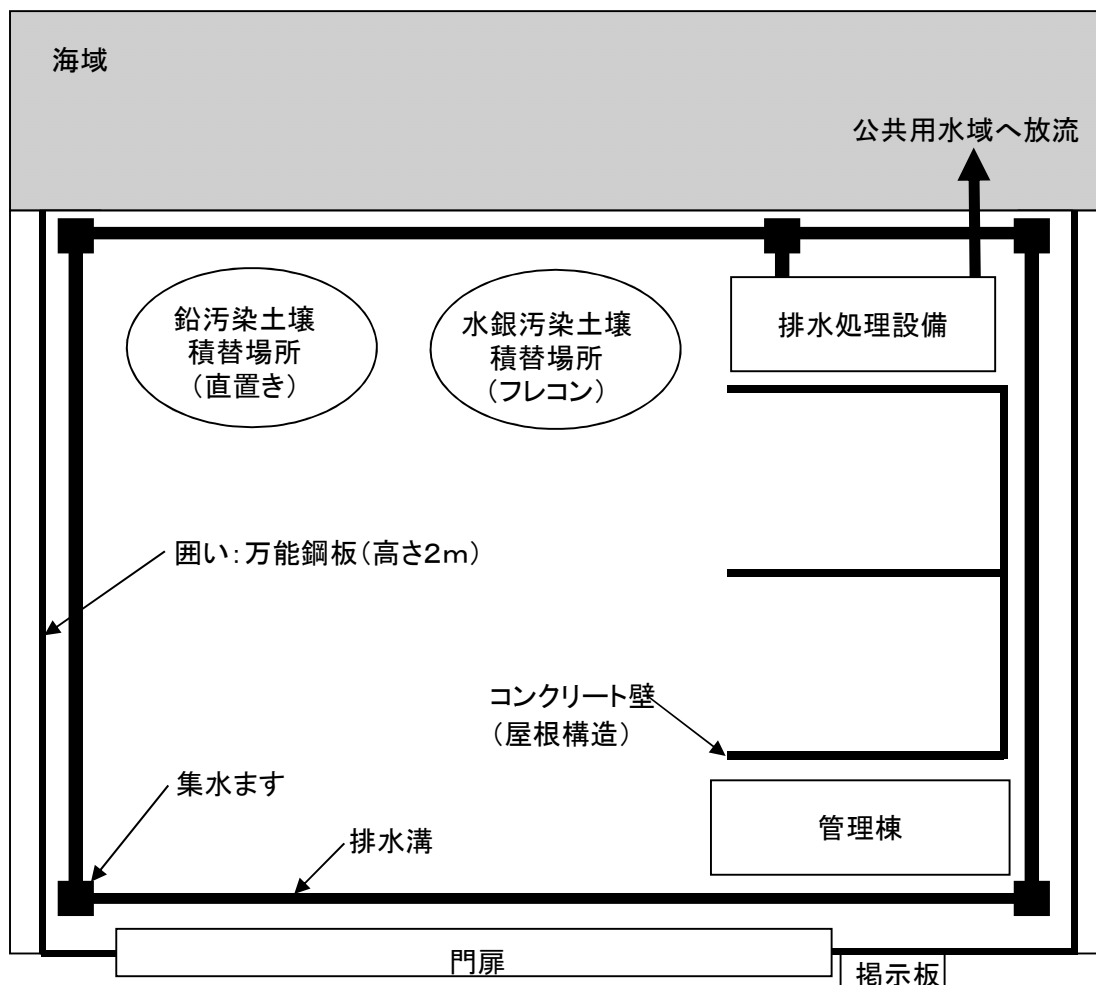 海域
公共用水域へ放流
鉛汚染土壌
積替場所
（直置き）
水銀汚染土壌
積替場所
（フレコン）
排水処理設備
囲い：万能鋼板（高さ２ｍ）
コンクリート壁
（屋根構造）
集水ます
排水溝
管理棟
門扉
掲示板